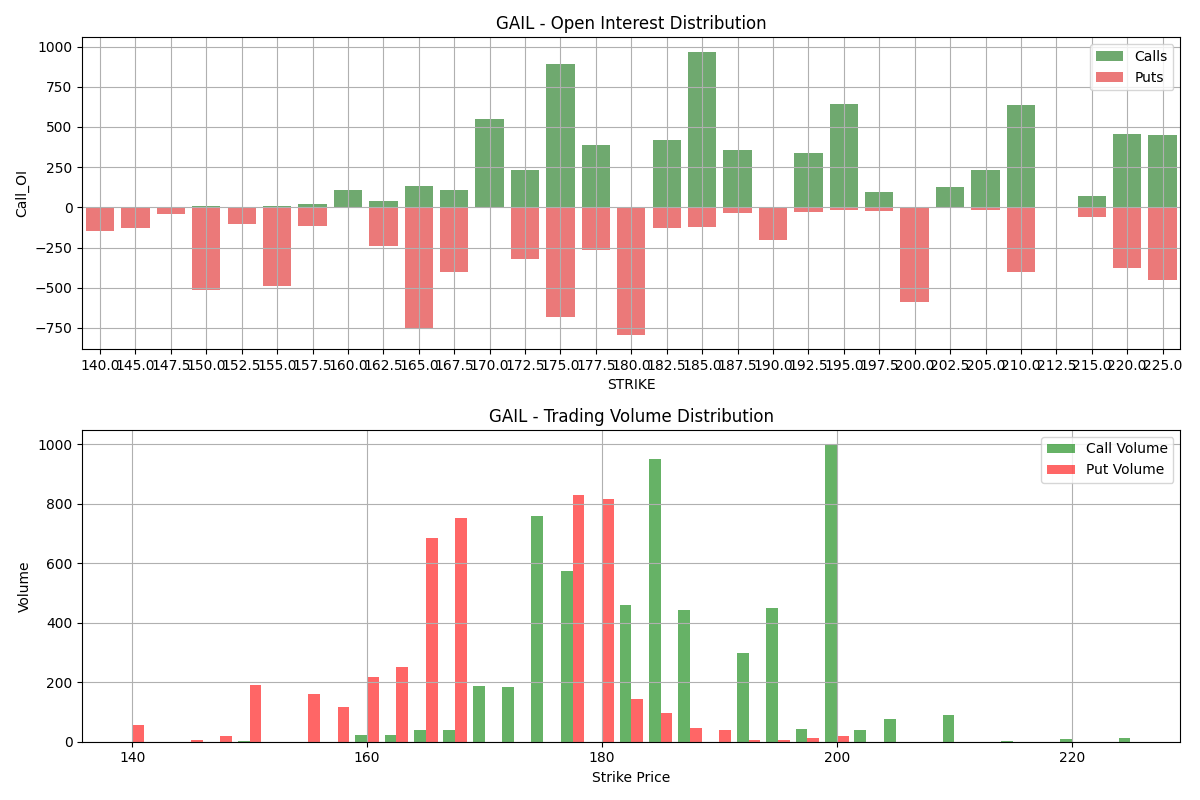 GAIL - Open Interest Distribution
Call_OI
1000
750
500
250
0
−250
−500
−750
Calls
Puts
140.0 145.0 147.5 150.0 152.5 155.0 157.5 160.0 162.5 165.0 167.5 170.0 172.5 175.0 177.5 180.0 182.5 185.0 187.5 190.0 192.5 195.0 197.5 200.0 202.5 205.0 210.0 212.5 215.0 220.0 225.0
STRIKE
GAIL - Trading Volume Distribution
Volume
1000
800
600
400
200
0
Call Volume
Put Volume
140 160 180 200 220
Strike Price